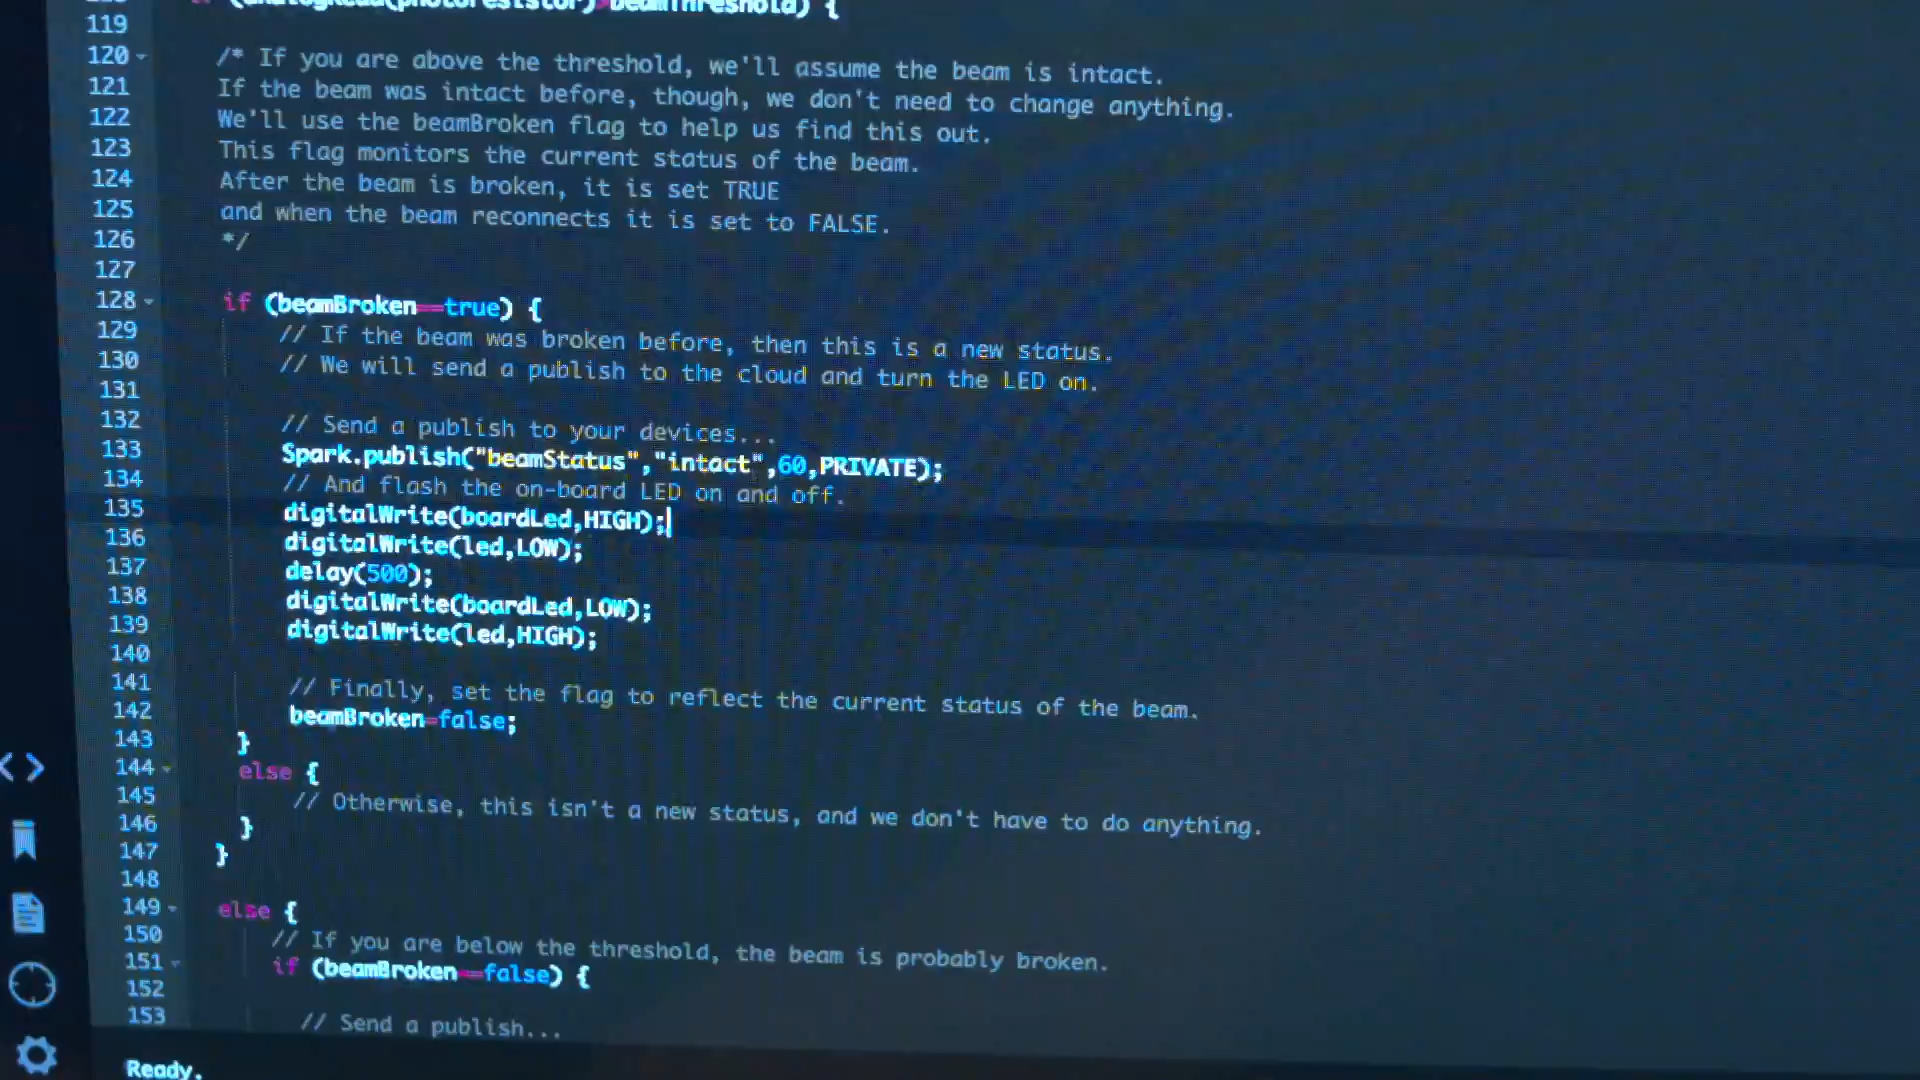 119 if (analogRead(photoresistor)>beamThreshold) {
120 /* If you are above the threshold, we'll assume the beam is intact.
121 If the beam was intact before, though, we don't need to change anything.
122 We'll use the beamBroken flag to help us find this out.
123 This flag monitors the current status of the beam.
124 After the beam is broken, it is set TRUE
125 and when the beam reconnects it is set to FALSE.
126 */
127
128 if (beamBroken==true) {
129 // If the beam was broken before, then this is a new status.
130 // We will send a publish to the cloud and turn the LED on.
131
132 // Send a publish to your devices...
133 Spark.publish("beamStatus","intact",60,PRIVATE);
134 // And flash the on-board LED on and off.
135 digitalWrite(boardLed,HIGH);
136 digitalWrite(led,LOW);
137 delay(500);
138 digitalWrite(boardLed,LOW);
139 digitalWrite(led,HIGH);
140
141 // Finally, set the flag to reflect the current status of the beam.
142 beamBroken=false;
143 }
144 else {
145 // Otherwise, this isn't a new status, and we don't have to do anything.
146 }
147 }
148
149 else {
150 // If you are below the threshold, the beam is probably broken.
151 if (beamBroken==false) {
152
153 // Send a publish...
Ready.